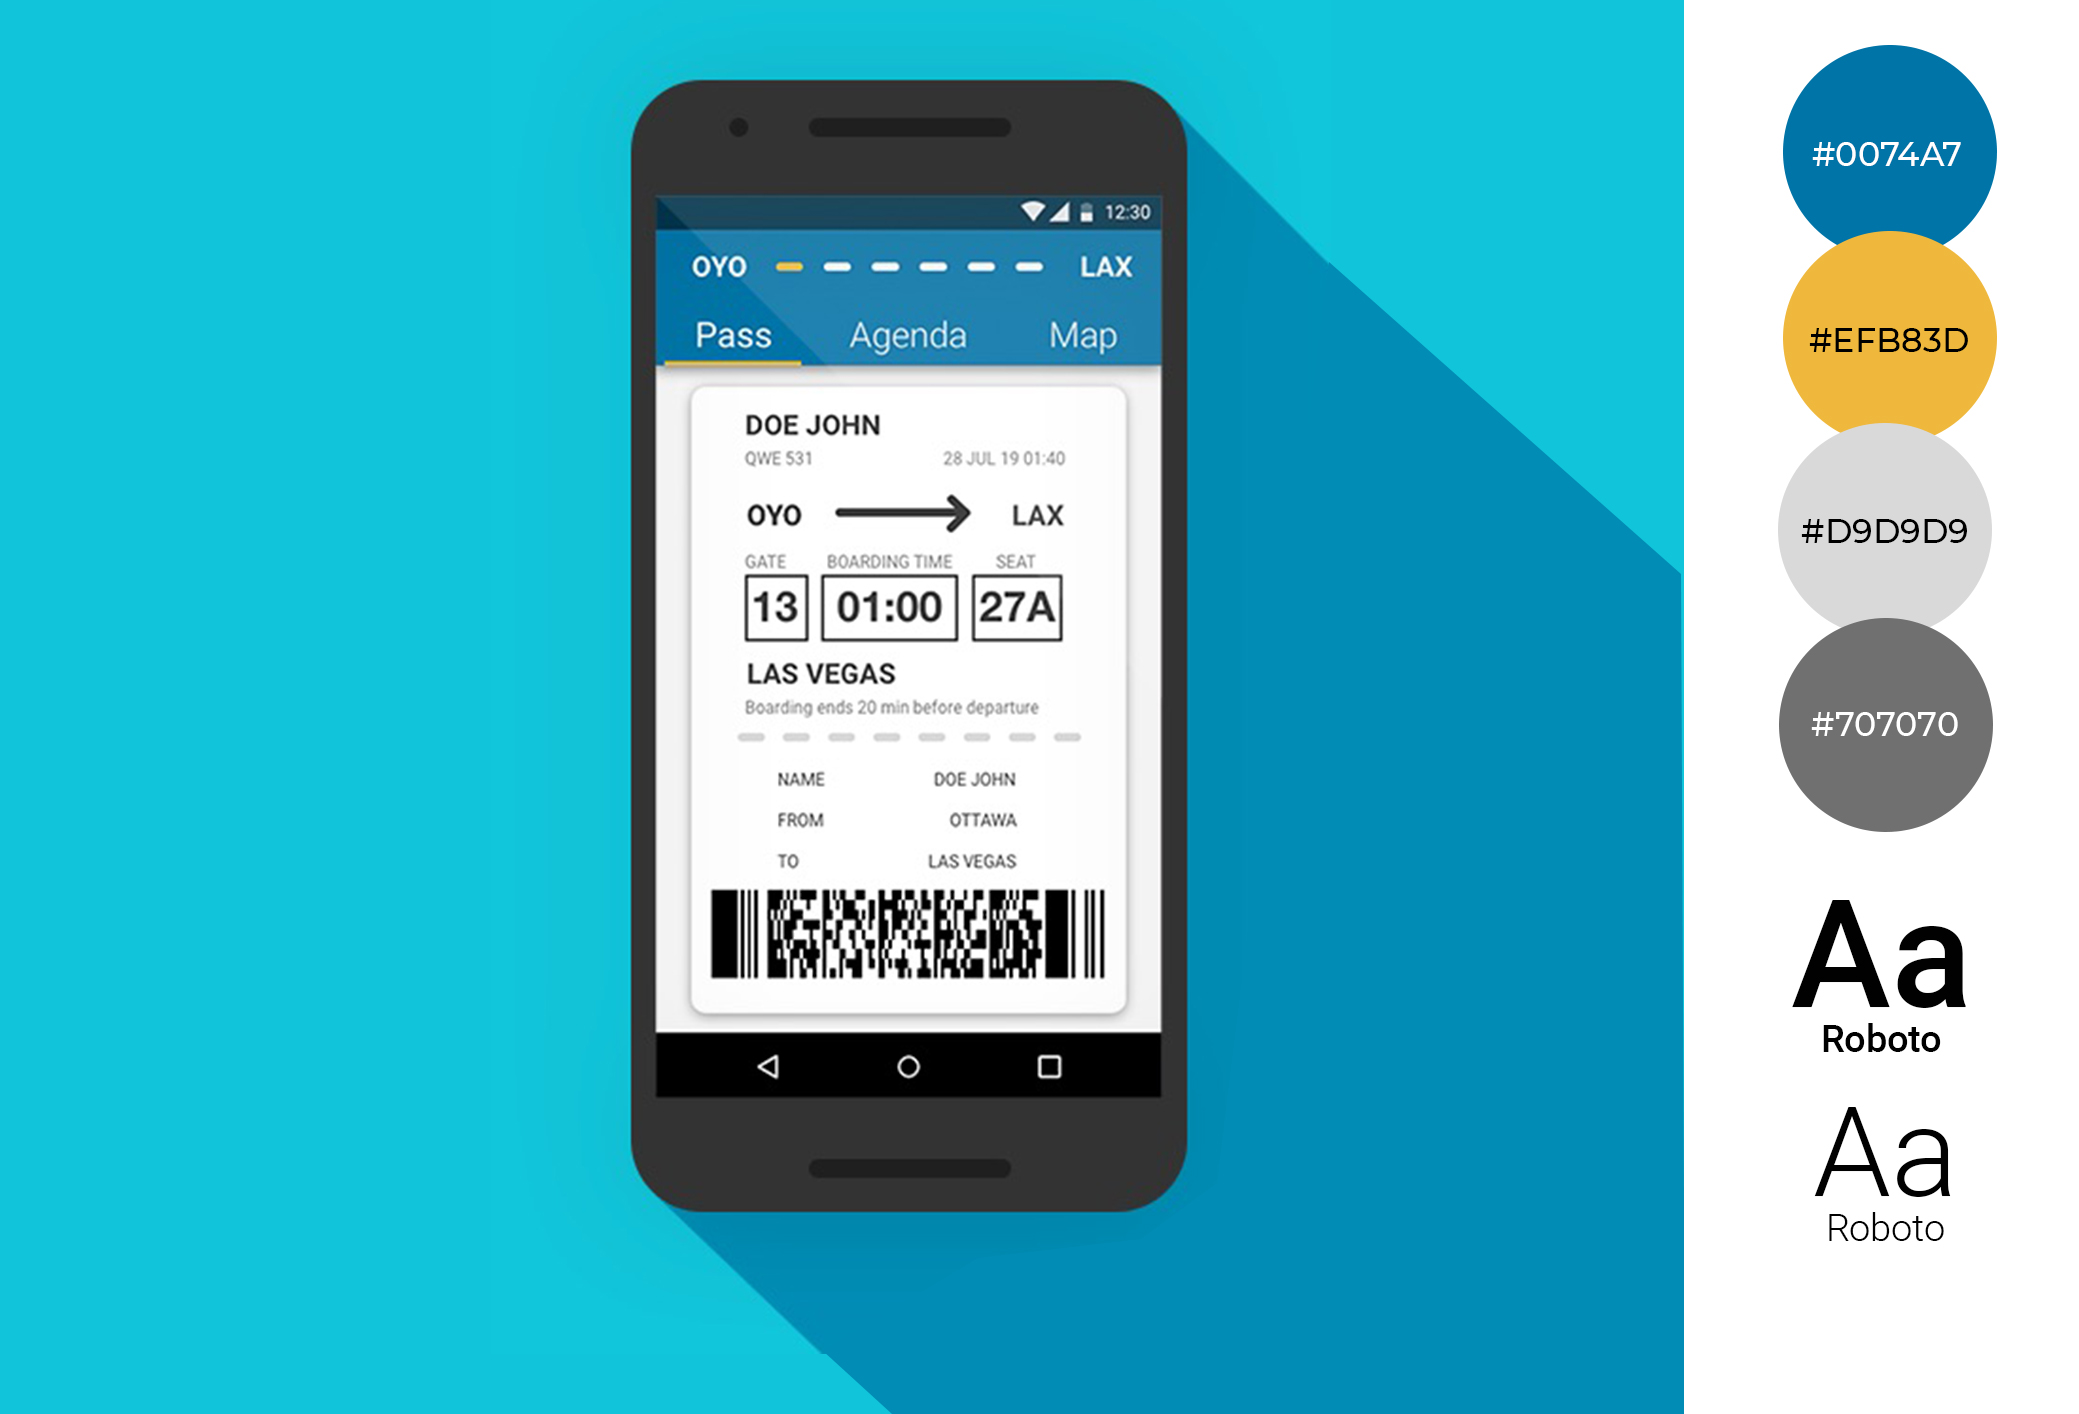 12:30
OYO LAX
Pass Agenda Map
DOE JOHN
QWE 531 28 JUL 19 01:40
OYO LAX
GATE BOARDING TIME SEAT
13 01:00 27A
LAS VEGAS
Boarding ends 20 min before departure
NAME DOE JOHN
FROM OTTAWA
TO LAS VEGAS
#0074A7
#EFB83D
#D9D9D9
#707070
Aa
Roboto
Aa
Roboto